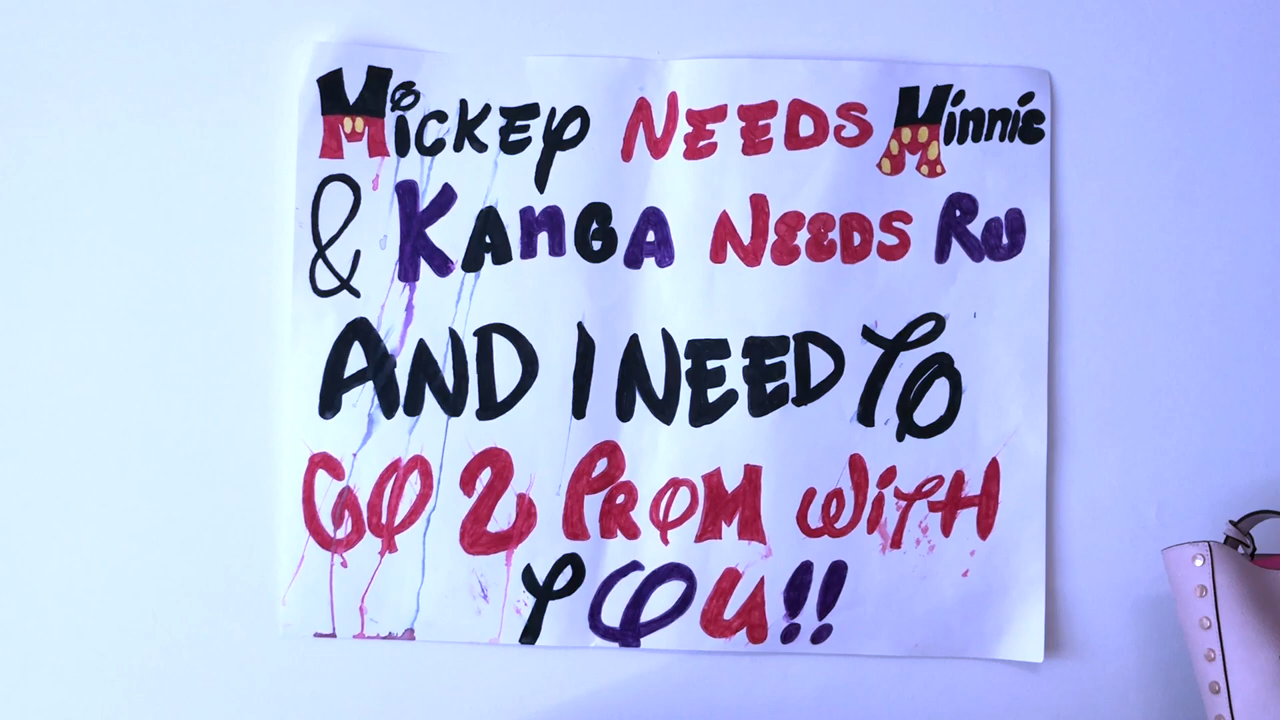 Mickey NEEDS Minnie
& KANGA NEEDS RU
AND I NEED TO
GO 2 PROM WITH
YOU!!